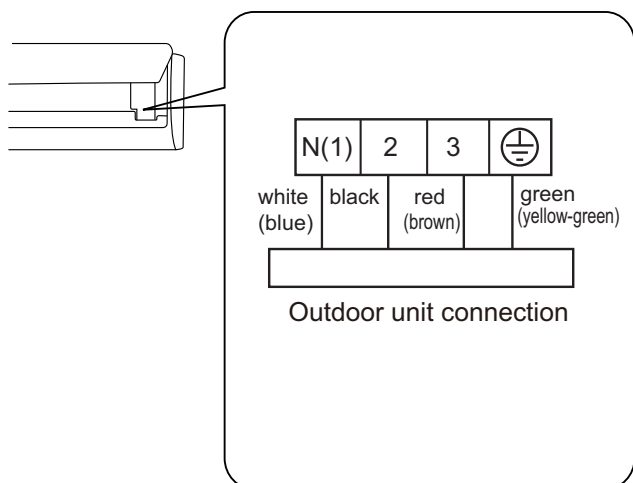 N(1) 2 3
white black red green
(blue) (brown) (yellow-green)
Outdoor unit connection